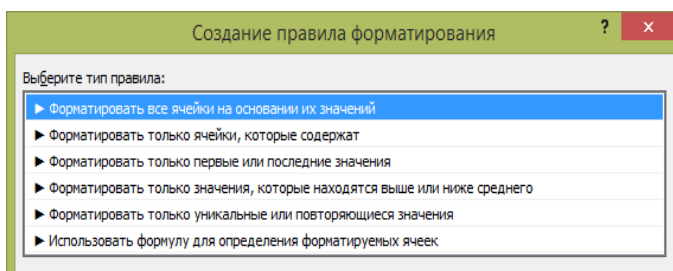 Создание правила форматирования ? x
Выберите тип правила:
► Форматировать все ячейки на основании их значений
► Форматировать только ячейки, которые содержат
► Форматировать только первые или последние значения
► Форматировать только значения, которые находятся выше или ниже среднего
► Форматировать только уникальные или повторяющиеся значения
► Использовать формулу для определения форматируемых ячеек